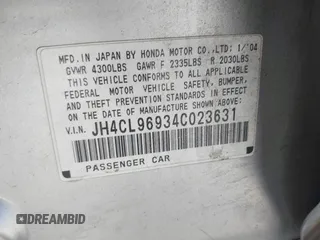 MFD. IN JAPAN BY HONDA MOTOR CO.,LTD: 1/'04
GVWR 4300LBS GAWR F 2335LBS R 2030LBS
THIS VEHICLE CONFORMS TO ALL APPLICABLE
FEDERAL MOTOR VEHICLE SAFETY, BUMPER,
AND THEFT PREVENTION STANDARDS IN EFFECT
ON THE DATE OF MANUFACTURE SHOWN ABOVE.
V.I.N. JH4CL96934C023631
PASSENGER CAR
DREAMBID